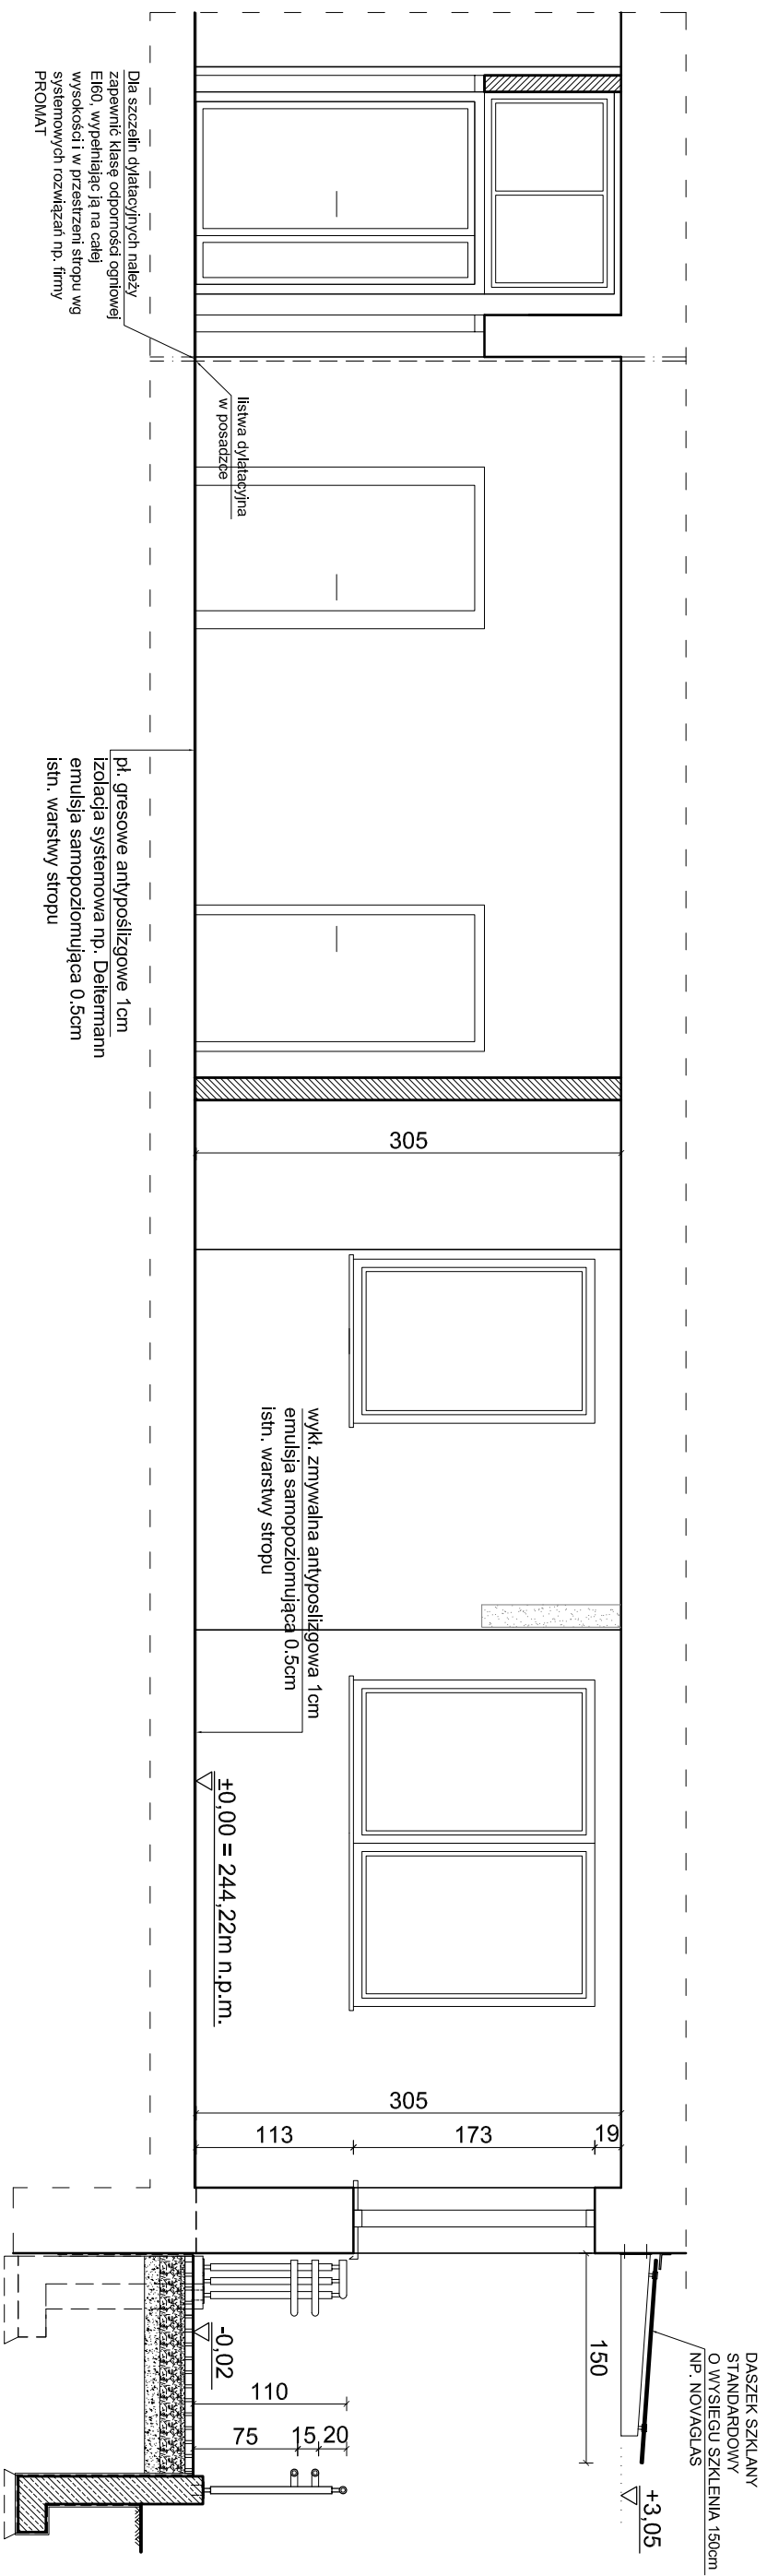 Dla szczelin dylatacyjnych należy
zapewnić klasę odporności ogniowej
EI60, wypełniając ją na całej
wysokości i w przestrzeni stropu wg
systemowych rozwiązań np. firmy
PROMAT
listwa dylatacyjna
w posadzce
pł. gresowe antypoślizgowe 1cm
izolacja systemowa np. Deitermann
emulsja samopoziomująca 0.5cm
istn. warstwy stropu
305
wykł. zmywalna antyposlizgowa 1cm
emulsja samopoziomująca 0.5cm
istn. warstwy stropu
±0,00 = 244,22m n.p.m.
305
113
173
19
-0,02
110
75
15
20
150
+3,05
DASZEK SZKLANY
STANDARDOWY
O WYSIEGU SZKLENIA 150cm
NP. NOVAGLAS